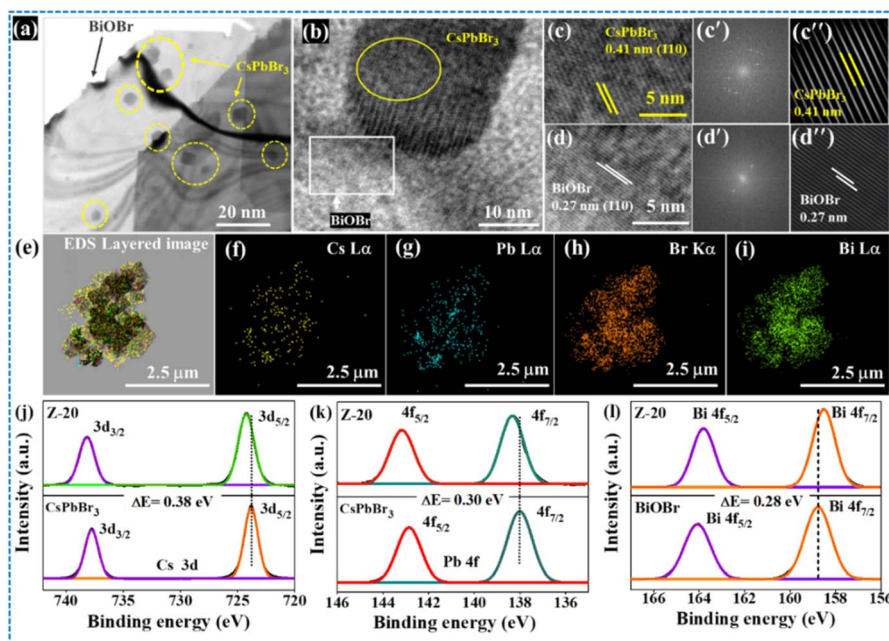 (a)
BiOBr
CsPbBr₃
20 nm
(b)
CsPbBr₃
BiOBr
10 nm
(c)
CsPbBr₃
0.41 nm (110)
5 nm
(c')
(c'')
CsPbBr₃
0.41 nm
(d)
BiOBr
0.27 nm (110)
5 nm
(d')
(d'')
BiOBr
0.27 nm
(e)
EDS Layered image
2.5 μm
(f)
Cs Lα
2.5 μm
(g)
Pb Lα
2.5 μm
(h)
Br Kα
2.5 μm
(i)
Bi Lα
2.5 μm
(j)
Z-20
3d₃/₂
3d₅/₂
ΔE= 0.38 eV
CsPbBr₃
3d₃/₂
3d₅/₂
Cs 3d
Intensity (a.u.)
740 735 730 725 720
Binding energy (eV)
(k)
Z-20
4f₅/₂
4f₇/₂
ΔE= 0.30 eV
CsPbBr₃
4f₅/₂
4f₇/₂
Pb 4f
Intensity (a.u.)
146 144 142 140 138 136
Binding energy (eV)
(l)
Z-20
Bi 4f₅/₂
Bi 4f₇/₂
ΔE= 0.28 eV
BiOBr
Bi 4f₅/₂
Bi 4f₇/₂
Intensity (a.u.)
166 164 162 160 158 156
Binding energy (eV)